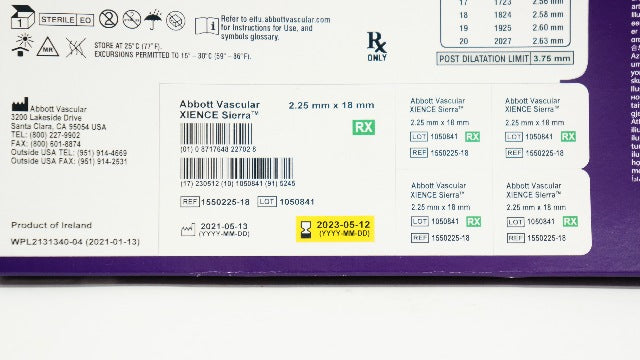 17 1723 2.56 mm
18 1824 2.58 mm
19 1925 2.60 mm
20 2027 2.63 mm
POST DILATATION LIMIT 3.75 mm
1
STERILE EO
2
i Refer to eifu.abbottvascular.com
for Instructions for Use, and
symbols glossary.
Rx
ONLY
MR
STORE AT 25°C (77°F).
EXCURSIONS PERMITTED TO 15° - 30°C (59° - 86°F).
Abbott Vascular
3200 Lakeside Drive
Santa Clara, CA 95054 USA
TEL: (800) 227-9902
FAX: (800) 601-8874
Outside USA TEL: (951) 914-4669
Outside USA FAX: (951) 914-2531
Product of Ireland
WPL2131340-04 (2021-01-13)
Abbott Vascular 2.25 mm x 18 mm
XIENCE Sierra™
RX
(01) 0 8717648 22702 8
(17) 230512 (10) 1050841 (91) 5245
REF 1550225-18 LOT 1050841
2021-05-13
(YYYY-MM-DD)
2023-05-12
(YYYY-MM-DD)
Abbott Vascular
XIENCE Sierra™
2.25 mm x 18 mm
LOT 1050841 RX
REF 1550225-18
Abbott Vascular
XIENCE Sierra™
2.25 mm x 18 mm
LOT 1050841 RX
REF 1550225-18
Abbott Vascular
XIENCE Sierra™
2.25 mm x 18 mm
LOT 1050841 RX
REF 1550225-18
Abbott Vascular
XIENCE Sierra™
2.25 mm x 18 mm
LOT 1050841 RX
REF 1550225-18